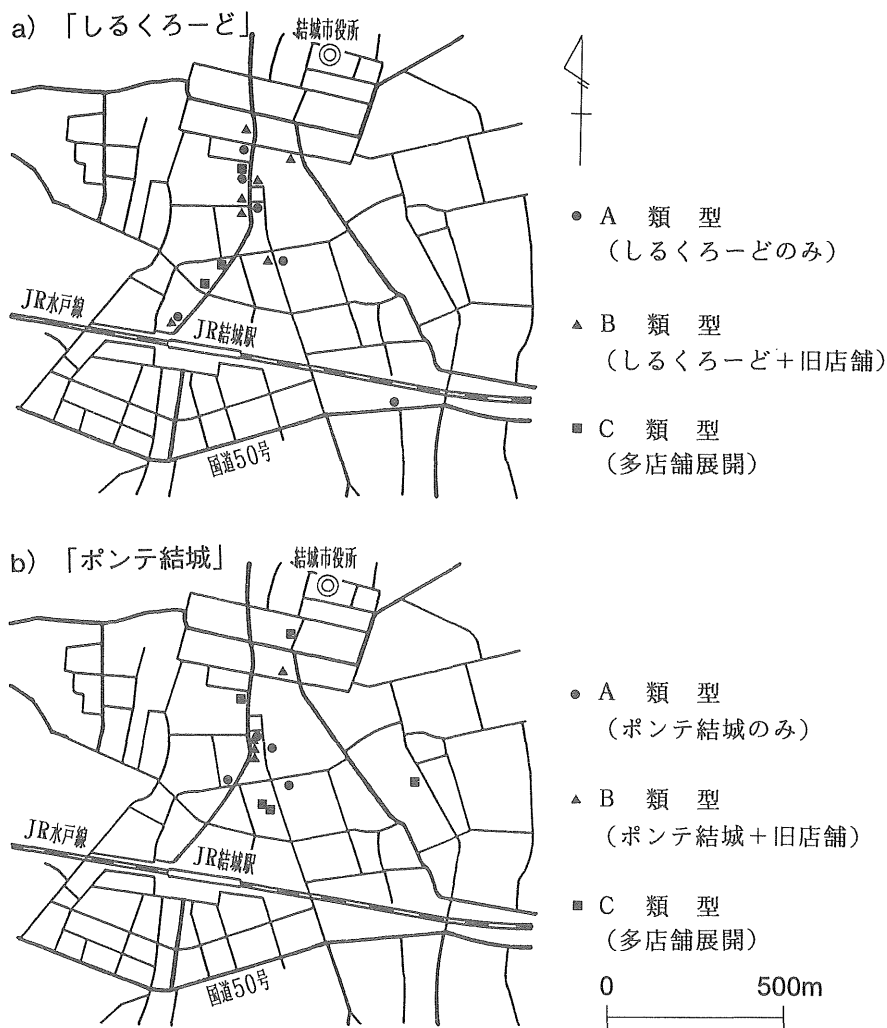 a) 「しるくろーど」
結城市役所
JR水戸線
JR結城駅
国道50号
● A 類 型
(しるくろーどのみ)
▲ B 類 型
(しるくろーど+旧店舗)
■ C 類 型
(多店舗展開)
b) 「ポンテ結城」
結城市役所
JR水戸線
JR結城駅
国道50号
● A 類 型
(ポンテ結城のみ)
▲ B 類 型
(ポンテ結城+旧店舗)
■ C 類 型
(多店舗展開)
0 500m